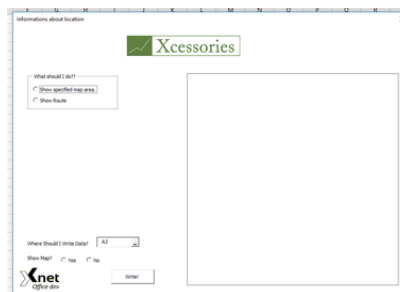 Informations about location
Xcessories
What should I do??
Show specified map area.
Show Route
Where Should I Write Data? A3
Show Map? Yes No
Xnet
Office dev
Write!